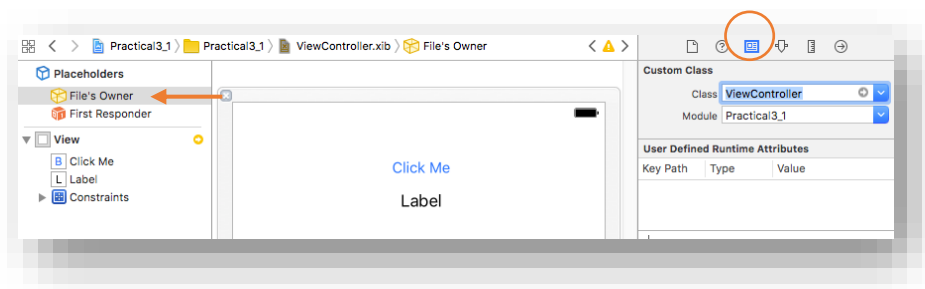 Practical3_1 Practical3_1 ViewController.xib File's Owner
Placeholders
File's Owner
First Responder
View
B Click Me
L Label
Constraints
Click Me
Label
Custom Class
Class ViewController
Module Practical3_1
User Defined Runtime Attributes
Key Path Type Value